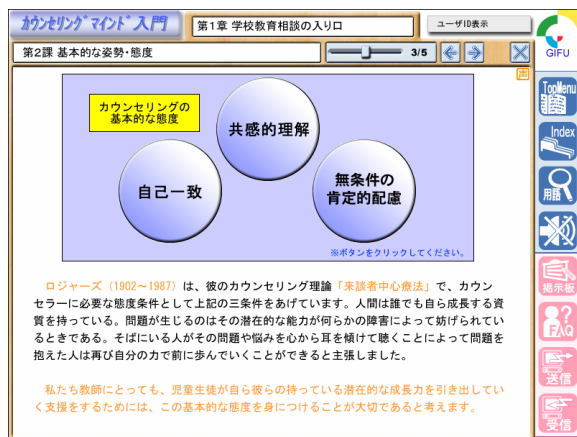 カウンセリングマインド入門
第1章 学校教育相談の入り口
ユーザID表示
GIFU
第2課 基本的な姿勢・態度
3/5
TopMenu
Index
用語
掲示板
FAQ
送信
受信
カウンセリングの
基本的な態度
共感的理解
自己一致
無条件の
肯定的配慮
※ボタンをクリックしてください。
ロジャーズ（1902～1987）は、彼のカウンセリング理論「来談者中心療法」で、カウン
セラーに必要な態度条件として上記の三条件をあげています。人間は誰でも自ら成長する資
質を持っている。問題が生じるのはその潜在的な能力が何らかの障害によって妨げられてい
るときである。そばにいる人がその問題や悩みを心から耳を傾けて聴くことによって問題を
抱えた人は再び自分の力で前に歩んでいくことができると主張しました。
私たち教師にとっても、児童生徒が自ら彼らの持っている潜在的な成長力を引き出してい
く支援をするためには、この基本的な態度を身につけることが大切であると考えます。